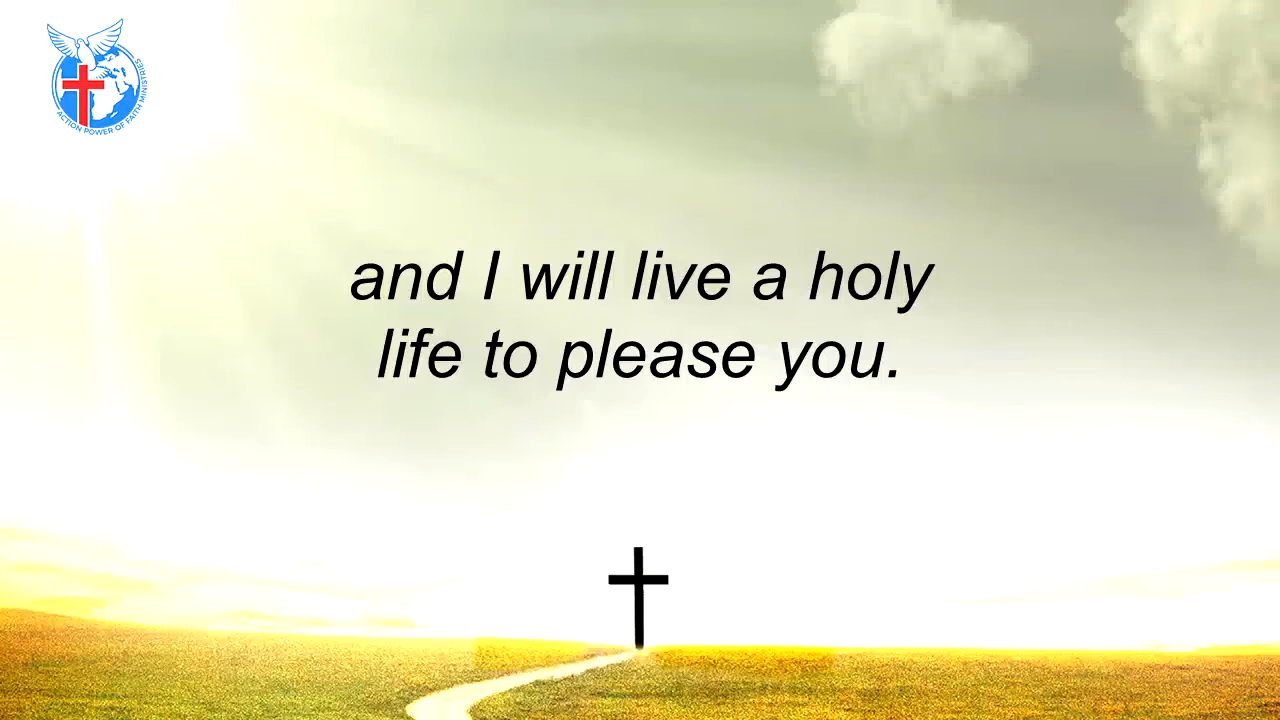 ACTION POWER OF FAITH MINISTRIES
and I will live a holy
life to please you.